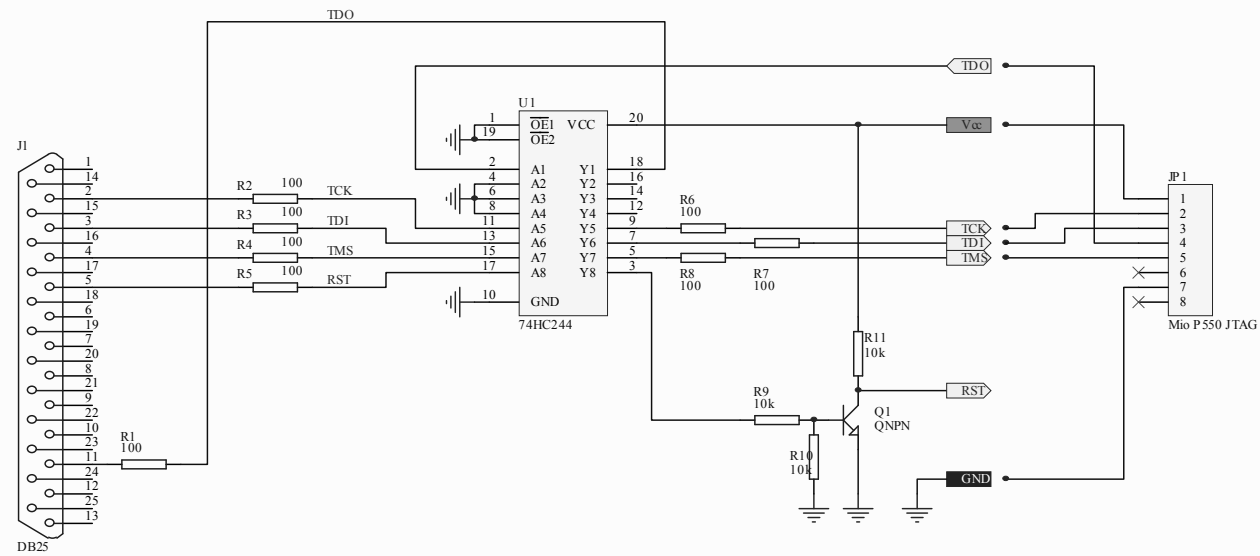 TDO
TDO
U1
1 OE1 VCC 20 Vcc
19 OE2
J1
1
2 A1 Y1 18
JP1
14
4 A2 Y2 16
R2 100 TCK
2
6 A3 Y3 14
1
15
8 A4 Y4 12
R6
100
2
R3 100 TDI
3
11 A5 Y5 9
TCK
3
16
13 A6 Y6 7
TDI
4
R4 100 TMS
4
15 A7 Y7 5
TMS
5
17
17 A8 Y8 3
R8
100
R7
100
6
R5 100 RST
5
7
18
10 GND
8
6
74HC244
Mio P550 JTAG
19
7
R11
10k
20
8
21
RST
9
R9
10k
22
Q1
QNPN
10
R1
100
23
11
R10
10k
24
GND
12
25
13
DB25